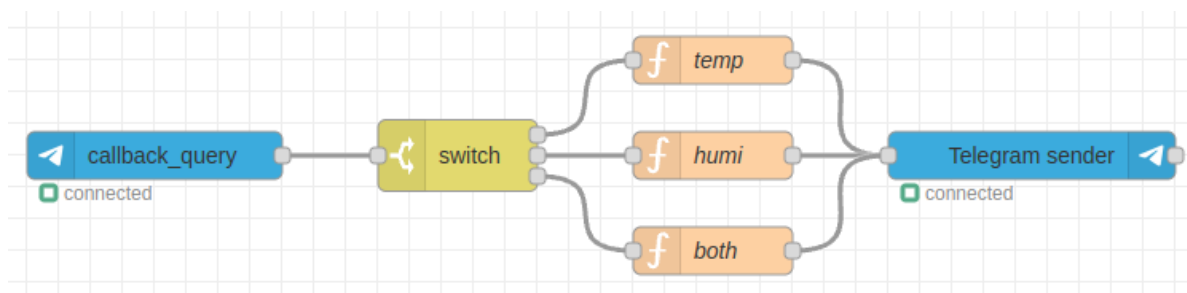 temp
callback_query
switch
humi
Telegram sender
connected
connected
both